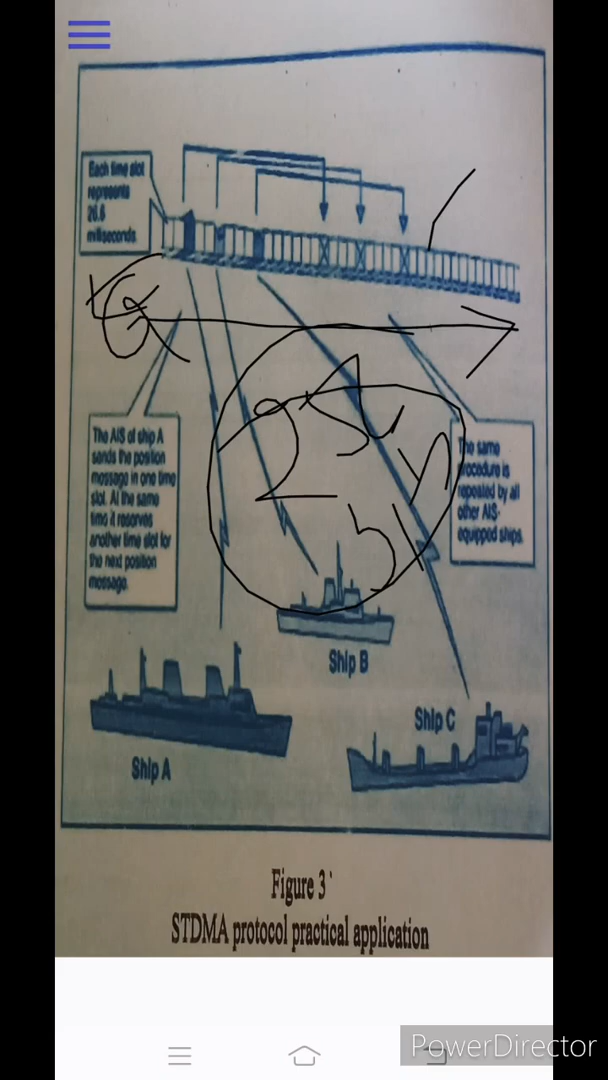 Each time slot
represents
26.6
milliseconds
The AIS of ship A
sends the position
message in one time
slot. At the same
time it reserves
another time slot for
the next position
message.
The same
procedure is
repeated by all
other AIS-
equipped ships.
Ship B
Ship C
Ship A
Figure 3
STDMA protocol practical application
PowerDirector